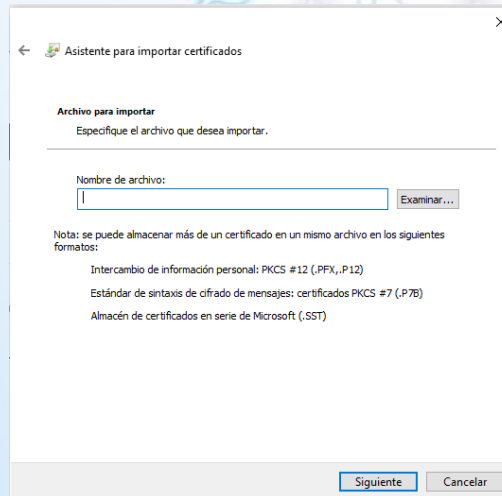 Asistente para importar certificados
Archivo para importar
Especifique el archivo que desea importar.
Nombre de archivo:
Examinar...
Nota: se puede almacenar más de un certificado en un mismo archivo en los siguientes
formatos:
Intercambio de información personal: PKCS #12 (.PFX,.P12)
Estándar de sintaxis de cifrado de mensajes: certificados PKCS #7 (.P7B)
Almacén de certificados en serie de Microsoft (.SST)
Siguiente
Cancelar